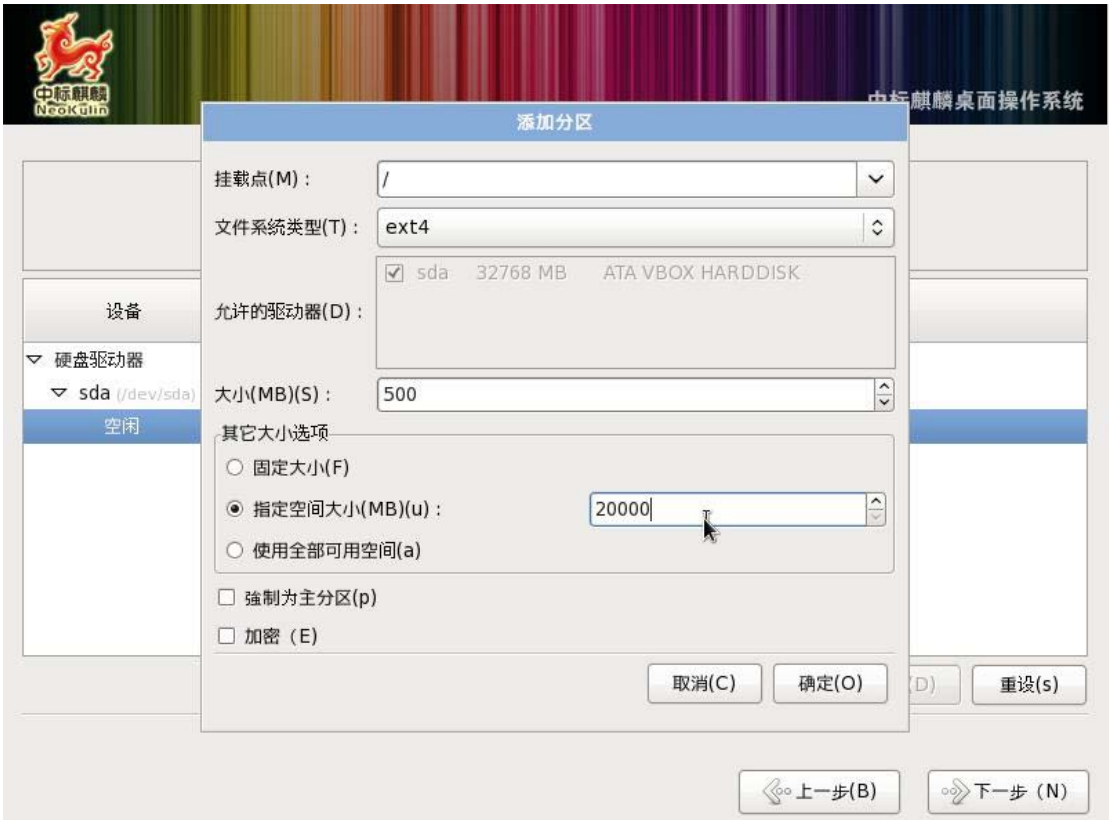 中标麒麟
NeoKylin
中标麒麟桌面操作系统
添加分区
挂载点(M)： /
文件系统类型(T)： ext4
允许的驱动器(D)： sda 32768 MB ATA VBOX HARDDISK
大小(MB)(S)： 500
其它大小选项
固定大小(F)
指定空间大小(MB)(u)： 20000
使用全部可用空间(a)
強制为主分区(p)
加密（E)
取消(C) 确定(O)
设备
硬盘驱动器
sda (/dev/sda)
空闲
(D) 重设(s)
上一步(B) 下一步（N)